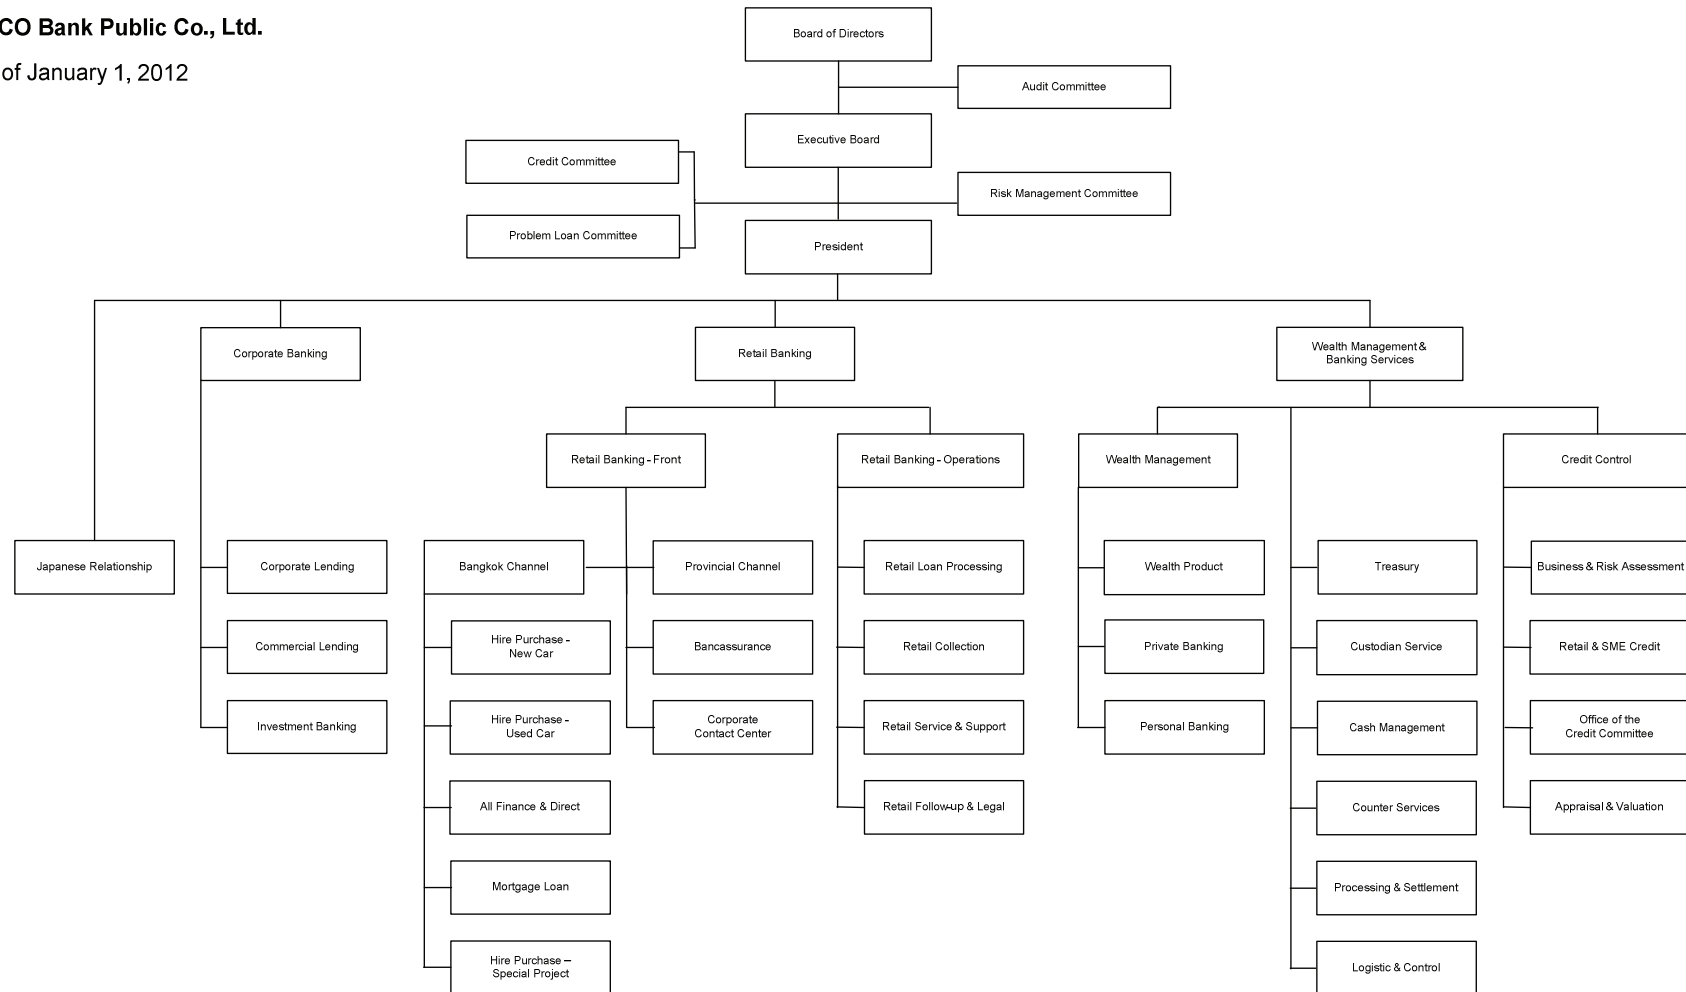 CO Bank Public Co., Ltd.
of January 1, 2012
Board of Directors
Audit Committee
Executive Board
Credit Committee
Risk Management Committee
Problem Loan Committee
President
Corporate Banking
Retail Banking
Wealth Management &
Banking Services
Retail Banking - Front
Retail Banking - Operations
Wealth Management
Credit Control
Japanese Relationship
Corporate Lending
Bangkok Channel
Provincial Channel
Retail Loan Processing
Wealth Product
Treasury
Business & Risk Assessment
Commercial Lending
Hire Purchase -
New Car
Bancassurance
Retail Collection
Private Banking
Custodian Service
Retail & SME Credit
Investment Banking
Hire Purchase -
Used Car
Corporate
Contact Center
Retail Service & Support
Personal Banking
Cash Management
Office of the
Credit Committee
All Finance & Direct
Retail Follow-up & Legal
Counter Services
Appraisal & Valuation
Mortgage Loan
Processing & Settlement
Hire Purchase –
Special Project
Logistic & Control